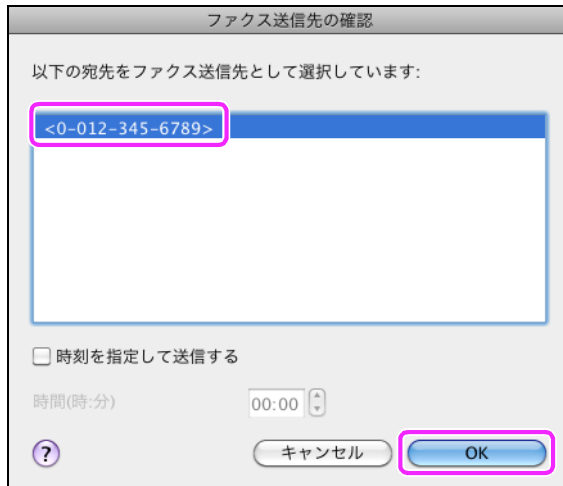 ファクス送信先の確認
以下の宛先をファクス送信先として選択しています:
<0-012-345-6789>
時刻を指定して送信する
時間(時:分) 00:00
? キャンセル OK